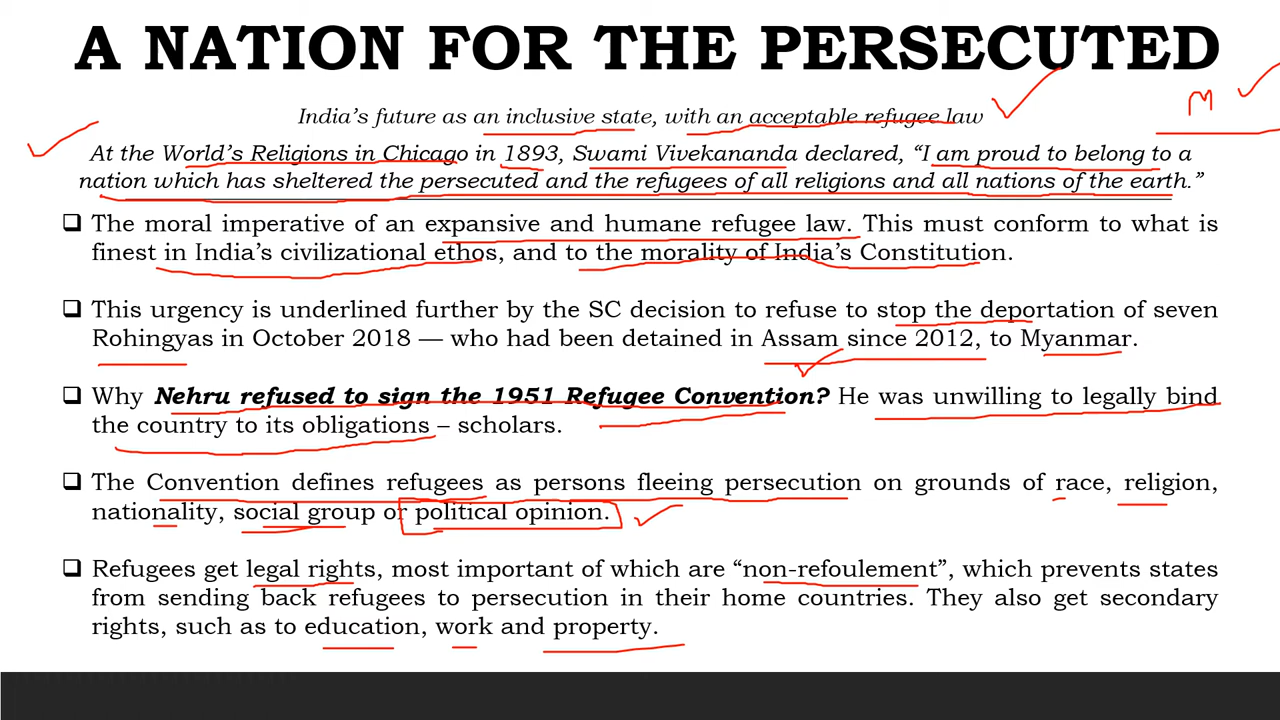 A NATION FOR THE PERSECUTED
India's future as an inclusive state, with an acceptable refugee law
M
At the World's Religions in Chicago in 1893, Swami Vivekananda declared, “I am proud to belong to a
nation which has sheltered the persecuted and the refugees of all religions and all nations of the earth.”
❑ The moral imperative of an expansive and humane refugee law. This must conform to what is
finest in India's civilizational ethos, and to the morality of India's Constitution.
❑ This urgency is underlined further by the SC decision to refuse to stop the deportation of seven
Rohingyas in October 2018 — who had been detained in Assam since 2012, to Myanmar.
❑ Why Nehru refused to sign the 1951 Refugee Convention? He was unwilling to legally bind
the country to its obligations – scholars.
❑ The Convention defines refugees as persons fleeing persecution on grounds of race, religion,
nationality, social group or political opinion.
❑ Refugees get legal rights, most important of which are “non-refoulement”, which prevents states
from sending back refugees to persecution in their home countries. They also get secondary
rights, such as to education, work and property.